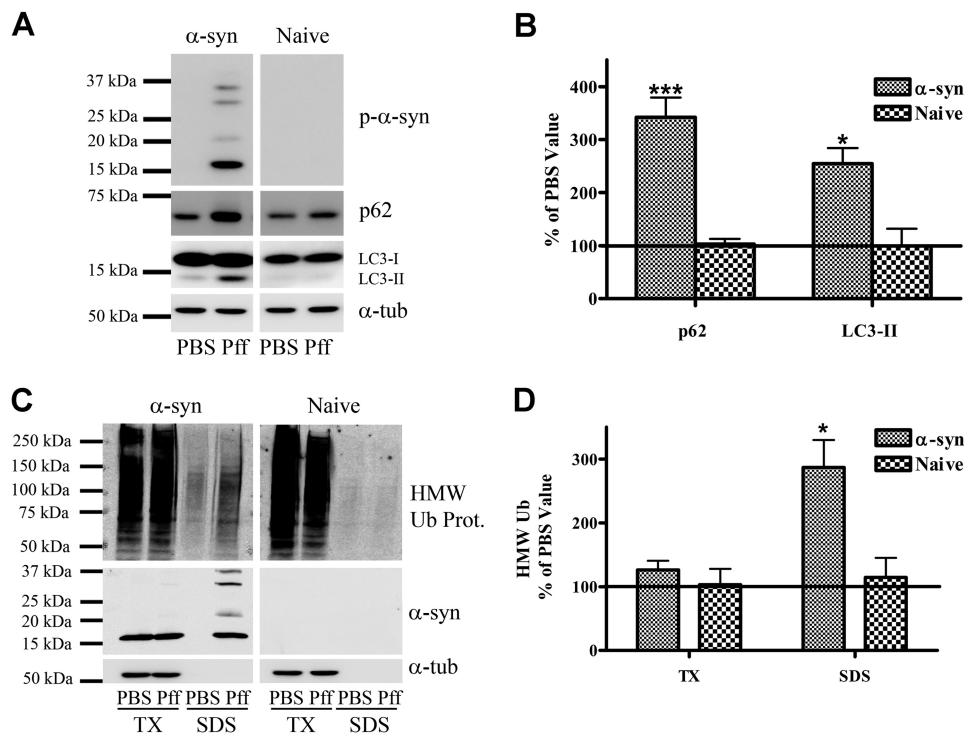 A
α-syn Naive
37 kDa
25 kDa
20 kDa
15 kDa
p-α-syn
75 kDa
p62
LC3-I
15 kDa
LC3-II
50 kDa
α-tub
PBS Pff PBS Pff
B
% of PBS Value
400
300
200
100
0
***
*
α-syn
Naive
p62 LC3-II
C
α-syn Naive
250 kDa
150 kDa
100 kDa
75 kDa
50 kDa
HMW
Ub Prot.
37 kDa
25 kDa
20 kDa
15 kDa
α-syn
50 kDa
α-tub
PBS Pff PBS Pff PBS Pff PBS Pff
TX SDS TX SDS
D
HMW Ub
% of PBS Value
300
200
100
0
*
α-syn
Naive
TX SDS